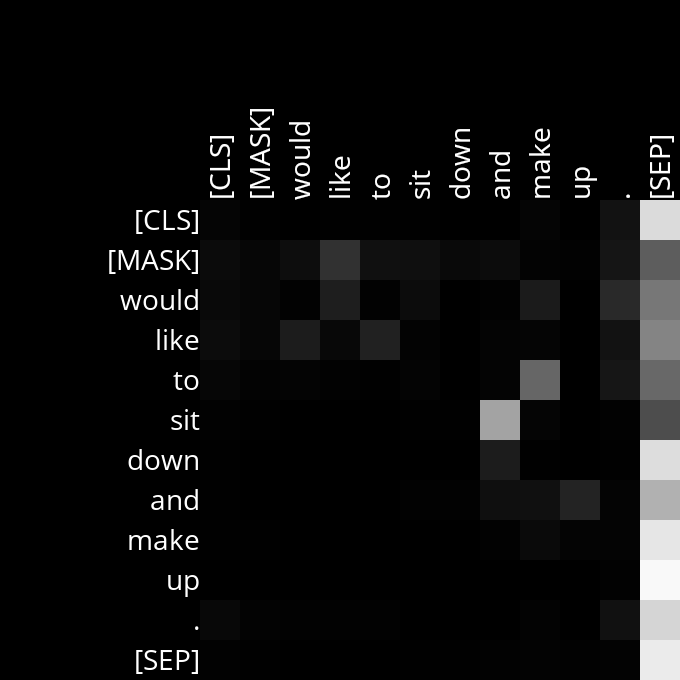 [CLS] [MASK] would like to sit down and make up . [SEP]
[CLS]
[MASK]
would
like
to
sit
down
and
make
up
.
[SEP]